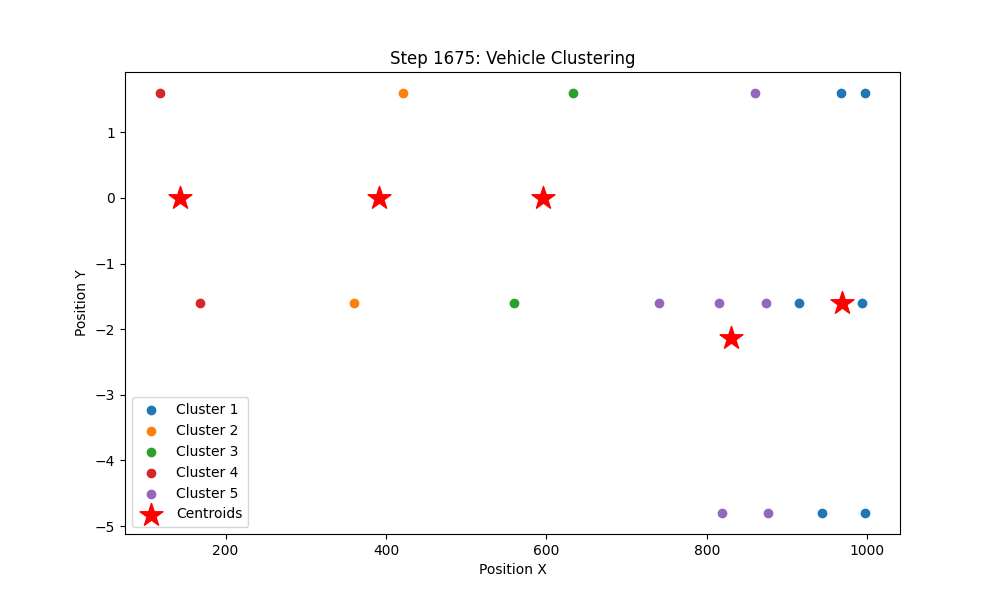 Step 1675: Vehicle Clustering
Position Y
1
0
−1
−2
−3
−4
−5
Cluster 1
Cluster 2
Cluster 3
Cluster 4
Cluster 5
Centroids
200
400
600
800
1000
Position X